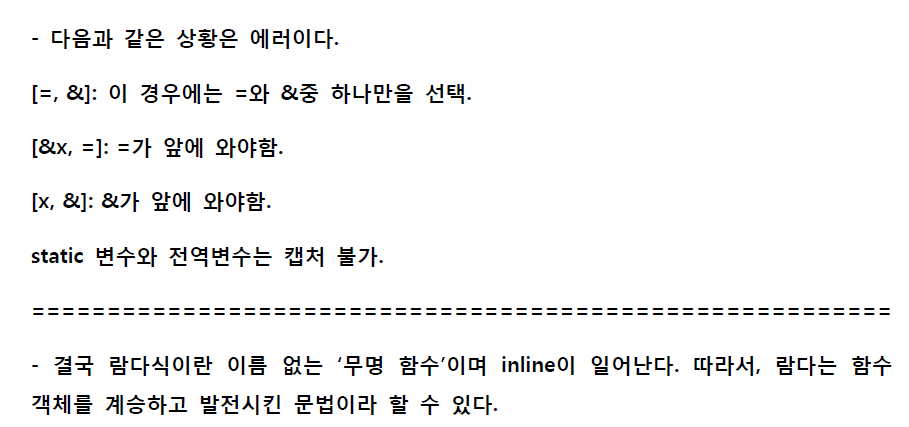 - 다음과 같은 상황은 에러이다.
[=, &]: 이 경우에는 =와 &중 하나만을 선택.
[&x, =]: =가 앞에 와야함.
[x, &]: &가 앞에 와야함.
static 변수와 전역변수는 캡처 불가.
=========================================================
- 결국 람다식이란 이름 없는 ‘무명 함수’이며 inline이 일어난다. 따라서, 람다는 함수
객체를 계승하고 발전시킨 문법이라 할 수 있다.